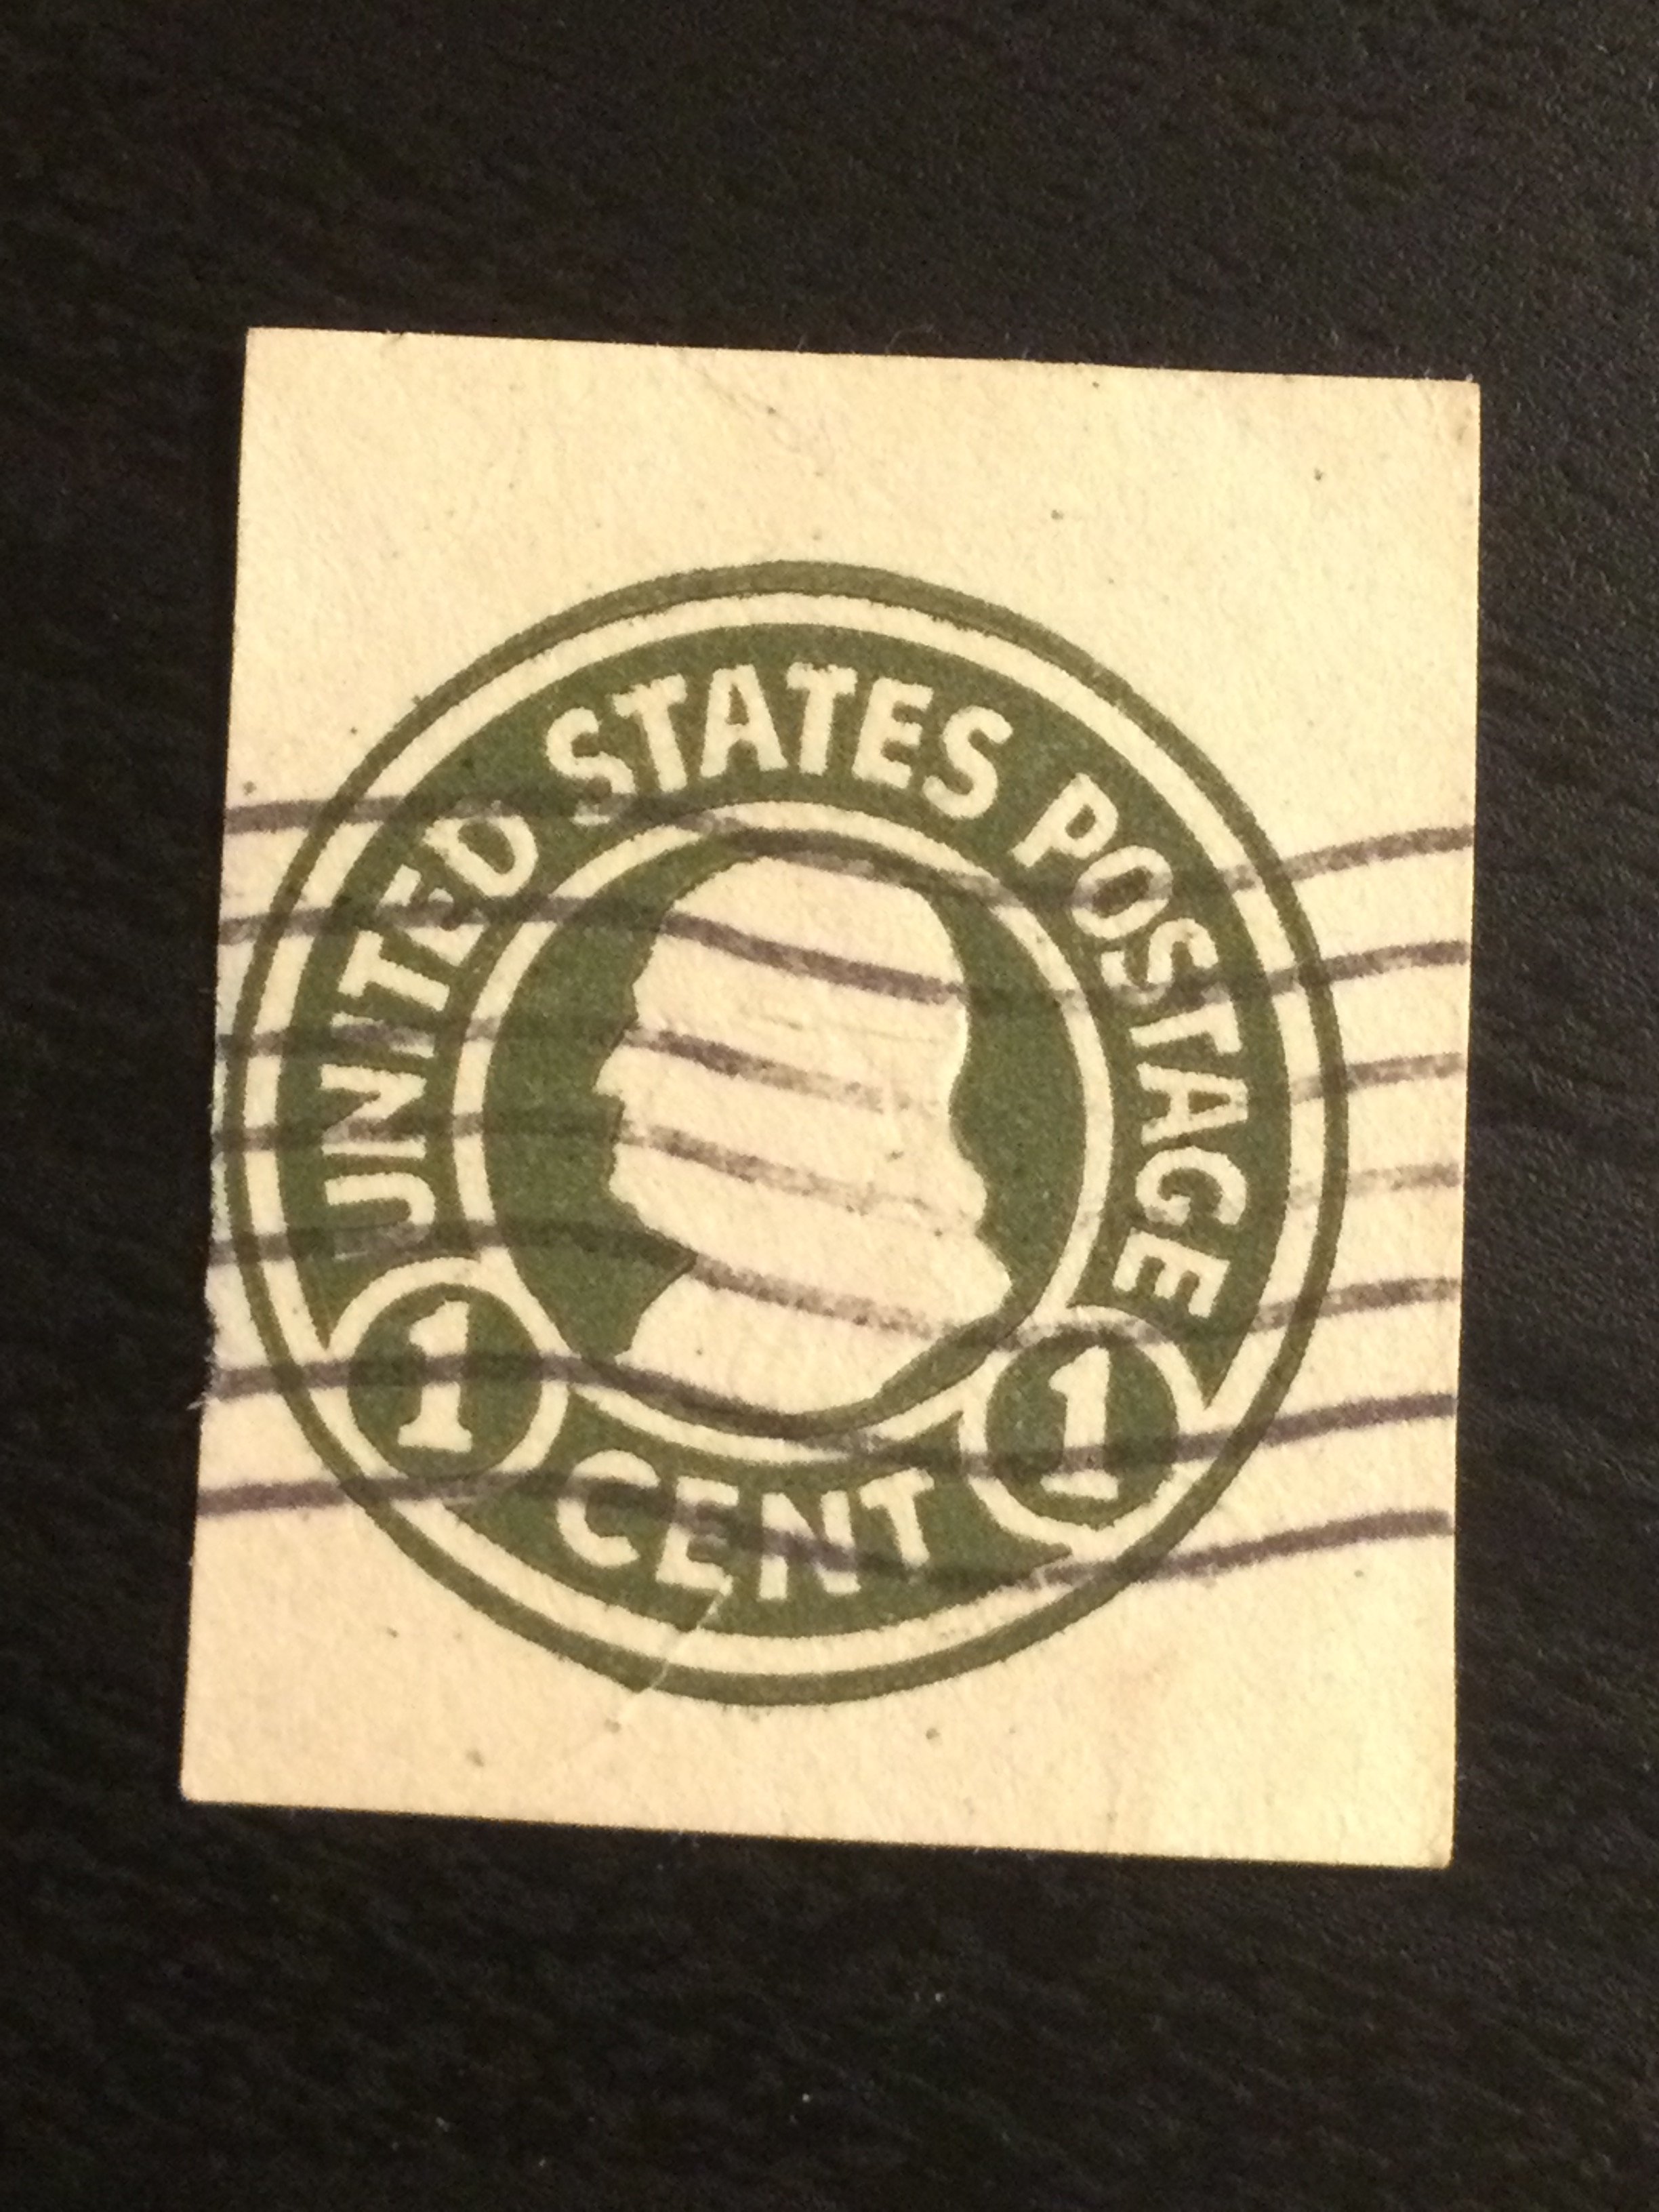 UNITED STATES POSTAGE
1 1
CENT